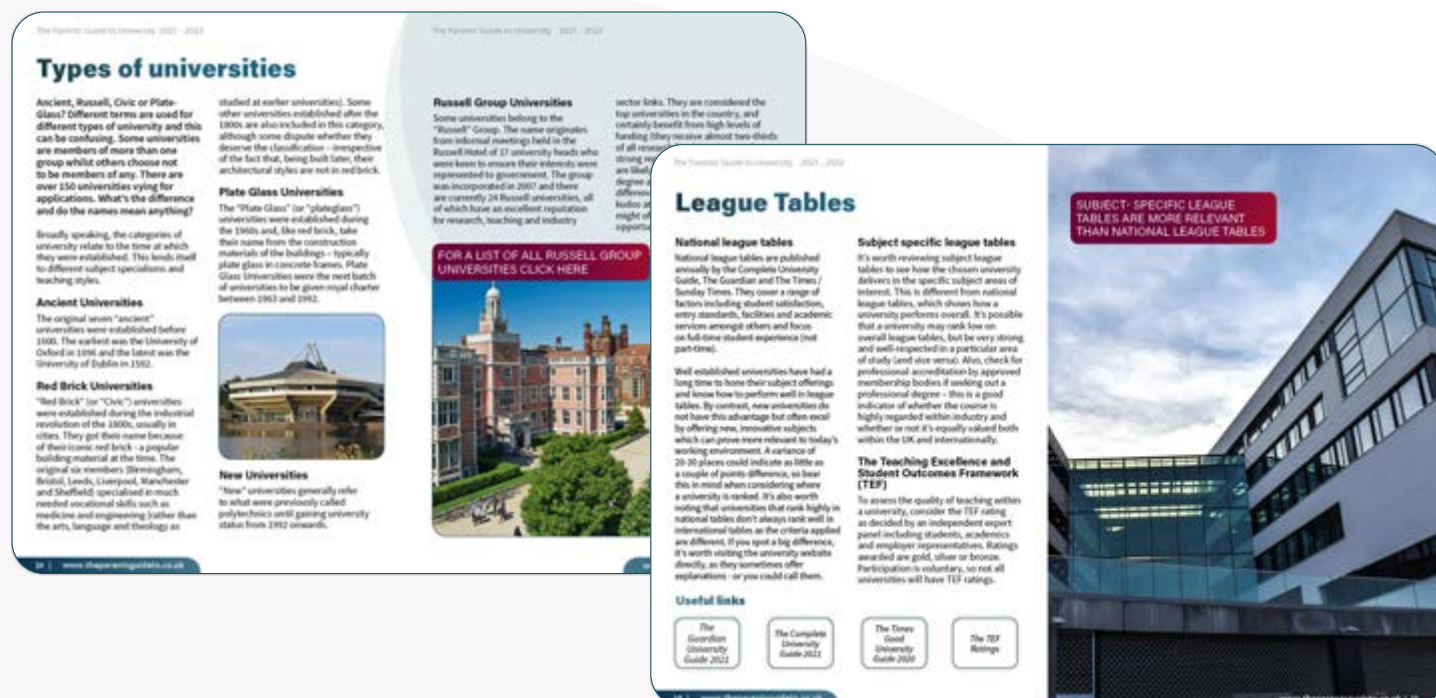 The Parents' Guide to University 2021 - 2022
Types of universities
Ancient, Russell, Civic or Plate-
Glass? Different terms are used for
different types of university and this
can be confusing. Some universities
are members of more than one
group whilst others choose not
to be members of any. There are
over 150 universities vying for
applications. What's the difference
and do the names mean anything?
Broadly speaking, the categories of
university relate to the time at which
they were established. This lends itself
to different subject specialisms and
teaching styles.
Ancient Universities
The original seven "ancient"
universities were established before
1600. The earliest was the University of
Oxford in 1096 and the latest was the
University of Dublin in 1592.
Red Brick Universities
"Red Brick" (or "Civic") universities
were established during the industrial
revolution of the 1800s, usually in
cities. They got their name because
of their iconic red brick - a popular
building material at the time. The
original six members (Birmingham,
Bristol, Leeds, Liverpool, Manchester
and Sheffield) specialised in much
needed vocational skills such as
medicine and engineering (rather than
the arts, language and theology as
studied at earlier universities). Some
other universities established after the
1800s are also included in this category,
although some dispute whether they
deserve the classification - irrespective
of the fact that, being built later, their
architectural styles are not in red brick.
Plate Glass Universities
The "Plate Glass" (or "plateglass")
universities were established during
the 1960s and, like red brick, take
their name from the construction
materials of the buildings - typically
plate glass in concrete frames. Plate
Glass Universities were the next batch
of universities to be given royal charter
between 1963 and 1992.
New Universities
"New" universities generally refer
to what were previously called
polytechnics until gaining university
status from 1992 onwards.
www.theparentsguideto.co.uk
The Parents' Guide to University 2021 - 2022
Russell Group Universities
Some universities belong to the
"Russell" Group. The name originates
from informal meetings held in the
Russell Hotel of 17 university heads who
were keen to ensure their interests were
represented to government. The group
was incorporated in 2007 and there
are currently 24 Russell universities, all
of which have an excellent reputation
for research, teaching and industry
sector links. They are considered the
top universities in the country, and
certainly benefit from high levels of
funding (they receive almost two-thirds
of all
strong
are likely
degree
kudos
might of
FOR A LIST OF ALL RUSSELL GROUP
UNIVERSITIES CLICK HERE
The Parents' Guide to University 2021 - 2022
League Tables
National league tables
National league tables are published
annually by the Complete University
Guide, The Guardian and The Times /
Sunday Times. They cover a range of
factors including student satisfaction,
entry standards, facilities and academic
services amongst others and focus
on full-time student experience (not
part-time).
Well established universities have had a
long time to hone their subject offerings
and know how to perform well in league
tables. By contrast, new universities do
not have this advantage but often excel
by offering new, innovative subjects
which can prove more relevant to today's
working environment. A variance of
20-30 places could indicate as little as
a couple of points difference, so bear
this in mind when considering where
a university is ranked. It's also worth
noting that universities that rank highly in
national tables don't always rank well in
international tables as the criteria applied
are different. If you spot a big difference,
it's worth visiting the university website
directly, as they sometimes offer
explanations - or you could call them.
Subject specific league tables
It's worth reviewing subject league
tables to see how the chosen university
delivers in the specific subject areas of
interest. This is different from national
league tables, which shows how a
university performs overall. It's possible
that a university may rank low on
overall league tables, but be very strong
and well-respected in a particular area
of study (and vice versa). Also, check for
professional accreditation by approved
membership bodies if seeking out a
professional degree - this is a good
indicator of whether the course is
highly regarded within industry and
whether or not it's equally valued both
within the UK and internationally.
The Teaching Excellence and
Student Outcomes Framework
(TEF)
To assess the quality of teaching within
a university, consider the TEF rating
as decided by an independent expert
panel including students, academics
and employer representatives. Ratings
awarded are gold, silver or bronze.
Participation is voluntary, so not all
universities will have TEF ratings.
Useful links
The
Guardian
University
Guide 2021
The Complete
University
Guide 2021
The Times
Good
University
Guide 2020
The TEF
Ratings
SUBJECT- SPECIFIC LEAGUE
TABLES ARE MORE RELEVANT
THAN NATIONAL LEAGUE TABLES